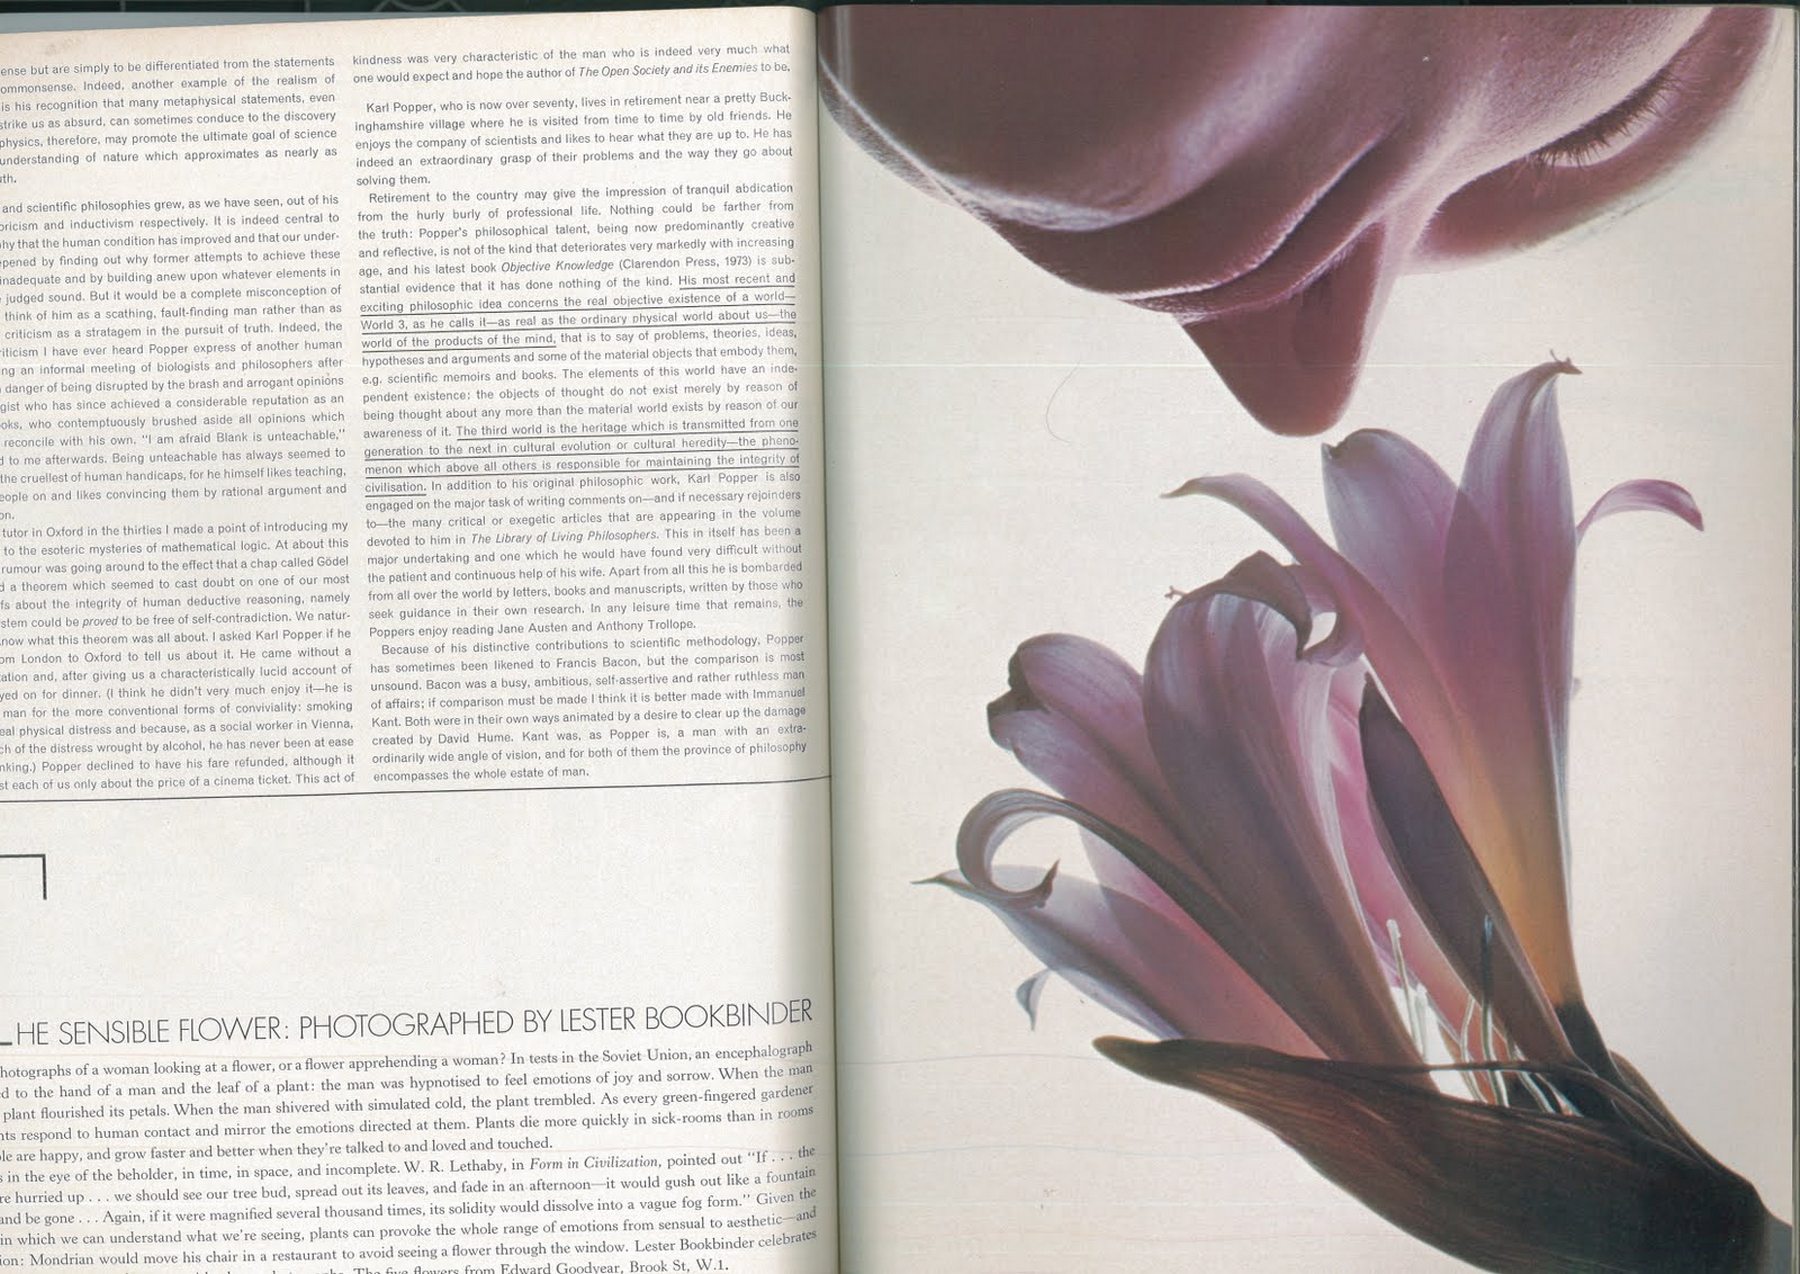 ense but are simply to be differentiated from the statements
ommonsense. Indeed, another example of the realism of
is his recognition that many metaphysical statements, even
strike us as absurd, can sometimes conduce to the discovery
physics, therefore, may promote the ultimate goal of science
understanding of nature which approximates as nearly as
uth.
and scientific philosophies grew, as we have seen, out of his
oricism and inductivism respectively. It is indeed central to
hy that the human condition has improved and that our under-
epened by finding out why former attempts to achieve these
inadequate and by building anew upon whatever elements in
judged sound. But it would be a complete misconception of
think of him as a scathing, fault-finding man rather than as
criticism as a stratagem in the pursuit of truth. Indeed, the
riticism I have ever heard Popper express of another human
ng an informal meeting of biologists and philosophers after
danger of being disrupted by the brash and arrogant opinions
gist who has since achieved a considerable reputation as an
oks, who contemptuously brushed aside all opinions which
reconcile with his own. "I am afraid Blank is unteachable,"
d to me afterwards. Being unteachable has always seemed to
the cruellest of human handicaps, for he himself likes teaching,
eople on and likes convincing them by rational argument and
on.
tutor in Oxford in the thirties I made a point of introducing my
to the esoteric mysteries of mathematical logic. At about this
rumour was going around to the effect that a chap called Gödel
d a theorem which seemed to cast doubt on one of our most
fs about the integrity of human deductive reasoning, namely
stem could be proved to be free of self-contradiction. We natur-
now what this theorem was all about. I asked Karl Popper if he
om London to Oxford to tell us about it. He came without a
ation and, after giving us a characteristically lucid account of
yed on for dinner. (I think he didn't very much enjoy it—he is
man for the more conventional forms of conviviality: smoking
eal physical distress and because, as a social worker in Vienna,
ch of the distress wrought by alcohol, he has never been at ease
nking.) Popper declined to have his fare refunded, although it
st each of us only about the price of a cinema ticket. This act of
kindness was very characteristic of the man who is indeed very much what
one would expect and hope the author of The Open Society and its Enemies to be.
Karl Popper, who is now over seventy, lives in retirement near a pretty Buck-
inghamshire village where he is visited from time to time by old friends. He
enjoys the company of scientists and likes to hear what they are up to. He has
indeed an extraordinary grasp of their problems and the way they go about
solving them.
Retirement to the country may give the impression of tranquil abdication
from the hurly burly of professional life. Nothing could be farther from
the truth: Popper's philosophical talent, being now predominantly creative
and reflective, is not of the kind that deteriorates very markedly with increasing
age, and his latest book Objective Knowledge (Clarendon Press, 1973) is sub-
stantial evidence that it has done nothing of the kind. His most recent and
exciting philosophic idea concerns the real objective existence of a world—
World 3, as he calls it—as real as the ordinary physical world about us—the
world of the products of the mind, that is to say of problems, theories, ideas,
hypotheses and arguments and some of the material objects that embody them,
e.g. scientific memoirs and books. The elements of this world have an inde-
pendent existence: the objects of thought do not exist merely by reason of
being thought about any more than the material world exists by reason of our
awareness of it. The third world is the heritage which is transmitted from one
generation to the next in cultural evolution or cultural heredity—the pheno-
menon which above all others is responsible for maintaining the integrity of
civilisation. In addition to his original philosophic work, Karl Popper is also
engaged on the major task of writing comments on—and if necessary rejoinders
to—the many critical or exegetic articles that are appearing in the volume
devoted to him in The Library of Living Philosophers. This in itself has been a
major undertaking and one which he would have found very difficult without
the patient and continuous help of his wife. Apart from all this he is bombarded
from all over the world by letters, books and manuscripts, written by those who
seek guidance in their own research. In any leisure time that remains, the
Poppers enjoy reading Jane Austen and Anthony Trollope.
Because of his distinctive contributions to scientific methodology, Popper
has sometimes been likened to Francis Bacon, but the comparison is most
unsound. Bacon was a busy, ambitious, self-assertive and rather ruthless man
of affairs; if comparison must be made I think it is better made with Immanuel
Kant. Both were in their own ways animated by a desire to clear up the damage
created by David Hume. Kant was, as Popper is, a man with an extra-
ordinarily wide angle of vision, and for both of them the province of philosophy
encompasses the whole estate of man.
HE SENSIBLE FLOWER: PHOTOGRAPHED BY LESTER BOOKBINDER
hotographs of a woman looking at a flower, or a flower apprehending a woman? In tests in the Soviet Union, an encephalograph
d to the hand of a man and the leaf of a plant: the man was hypnotised to feel emotions of joy and sorrow. When the man
plant flourished its petals. When the man shivered with simulated cold, the plant trembled. As every green-fingered gardener
nts respond to human contact and mirror the emotions directed at them. Plants die more quickly in sick-rooms than in rooms
le are happy, and grow faster and better when they're talked to and loved and touched.
s in the eye of the beholder, in time, in space, and incomplete. W. R. Lethaby, in Form in Civilization, pointed out "If . . . the
re hurried up . . . we should see our tree bud, spread out its leaves, and fade in an afternoon—it would gush out like a fountain
and be gone . . . Again, if it were magnified several thousand times, its solidity would dissolve into a vague fog form." Given the
in which we can understand what we're seeing, plants can provoke the whole range of emotions from sensual to aesthetic—and
ion: Mondrian would move his chair in a restaurant to avoid seeing a flower through the window. Lester Bookbinder celebrates
The five flowers from Edward Goodyear, Brook St, W.1.